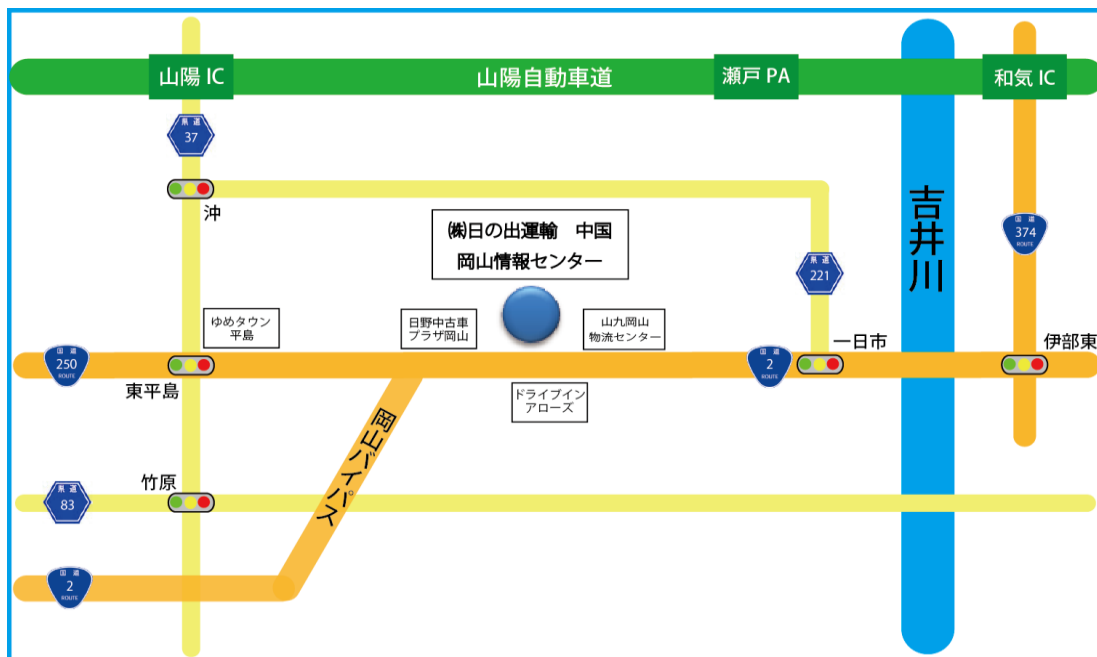 山陽 IC
山陽自動車道
瀬戸 PA
和気 IC
県 道
37
沖
㈱日の出運輸　中国
岡山情報センター
吉井川
国 道
374
ROUTE
県 道
221
ゆめタウン
平島
日野中古車
プラザ岡山
山九岡山
物流センター
一日市
伊部東
国 道
250
ROUTE
国 道
2
ROUTE
東平島
ドライブイン
アローズ
岡山バイパス
竹原
県 道
83
国 道
2
ROUTE